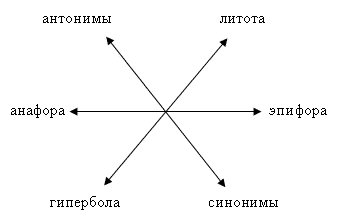 антонимы литота
анафора эпифора
гипербола синонимы